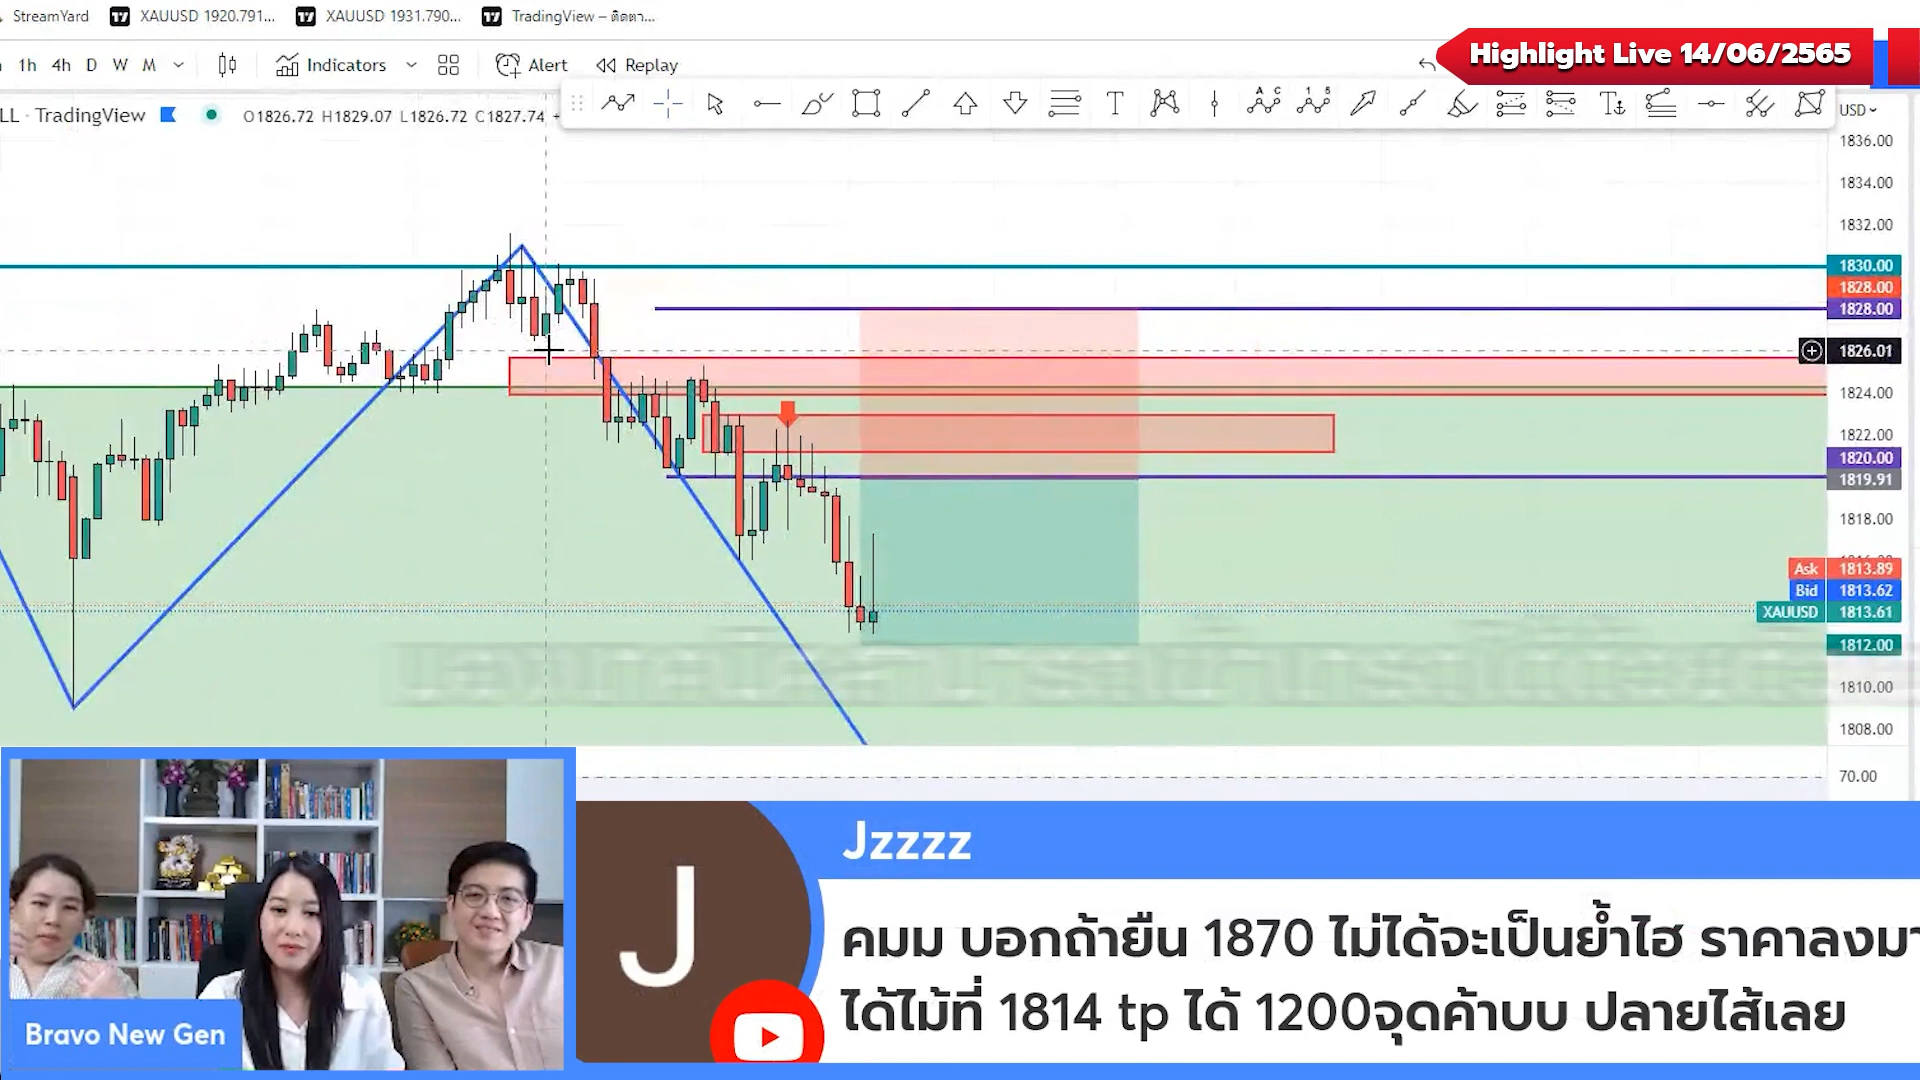 StreamYard XAUUSD 1920.791... XAUUSD 1931.790... TradingView – ติดตา...
1h 4h D W M Indicators Alert Replay
Highlight Live 14/06/2565
LL · TradingView O1826.72 H1829.07 L1826.72 C1827.74
USD
1836.00
1834.00
1832.00
1830.00
1828.00
1828.00
1826.01
1824.00
1822.00
1820.00
1819.91
1818.00
Ask 1813.89
Bid 1813.62
XAUUSD 1813.61
1812.00
1810.00
1808.00
70.00
Bravo New Gen
J
Jzzzz
คมม บอกถ้ายืน 1870 ไม่ได้จะเป็นย้ำไฮ ราคาลงมา
ได้ไม้ที่ 1814 tp ได้ 1200จุดค้าบบ ปลายไส้เลย